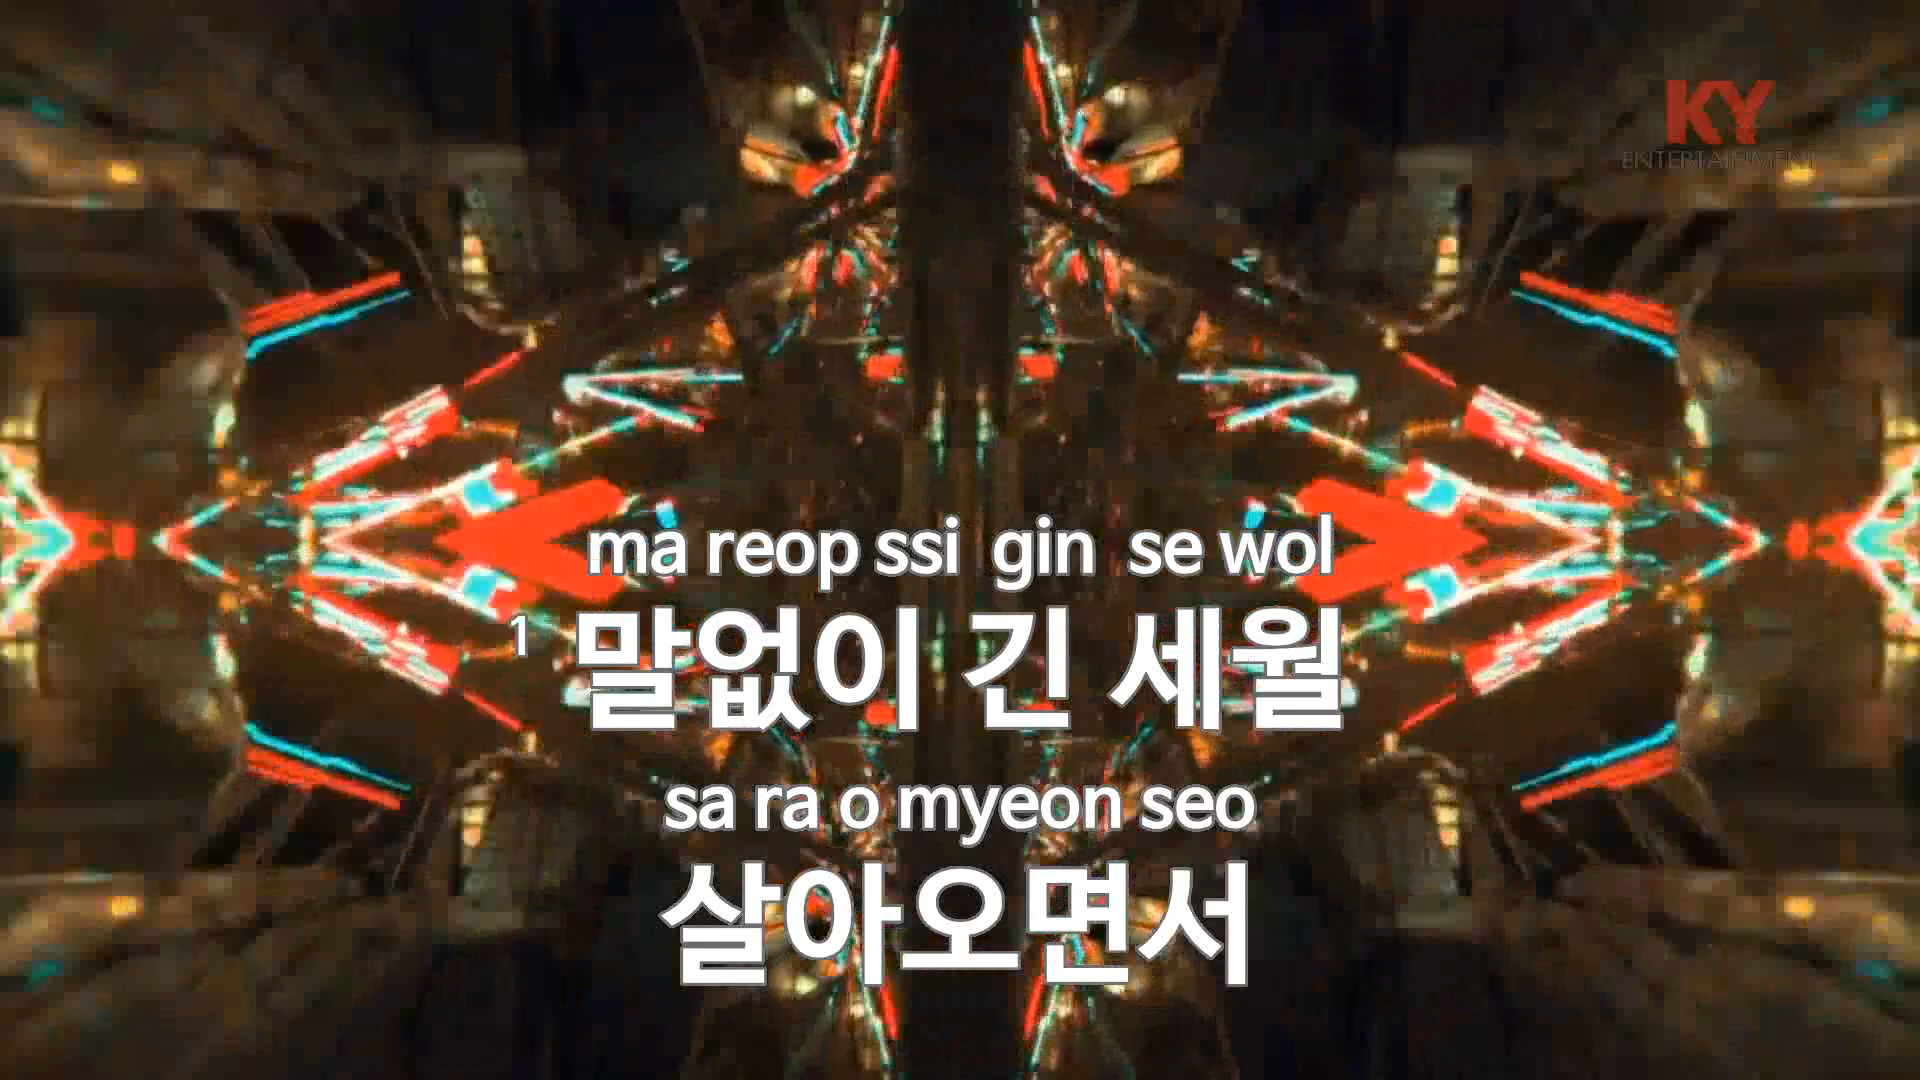 KY
ENTERTAINMENT
ma reop ssi gin se wol
1 말없이 긴 세월
sa ra o myeon seo
살아오면서